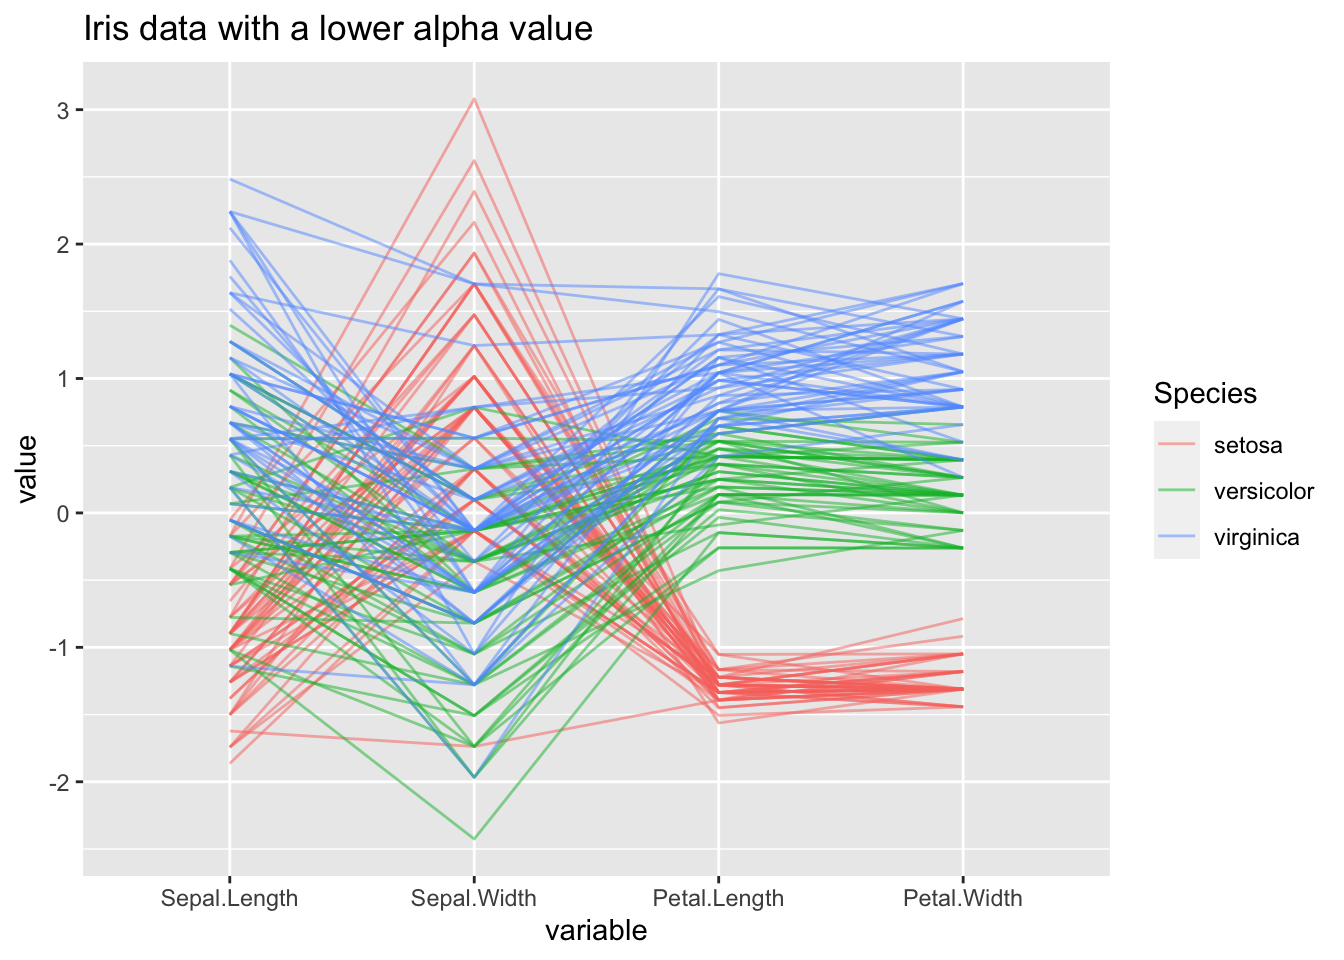 Iris data with a lower alpha value
3
2
1
0
-1
-2
value
Sepal.Length
Sepal.Width
Petal.Length
Petal.Width
variable
Species
setosa
versicolor
virginica